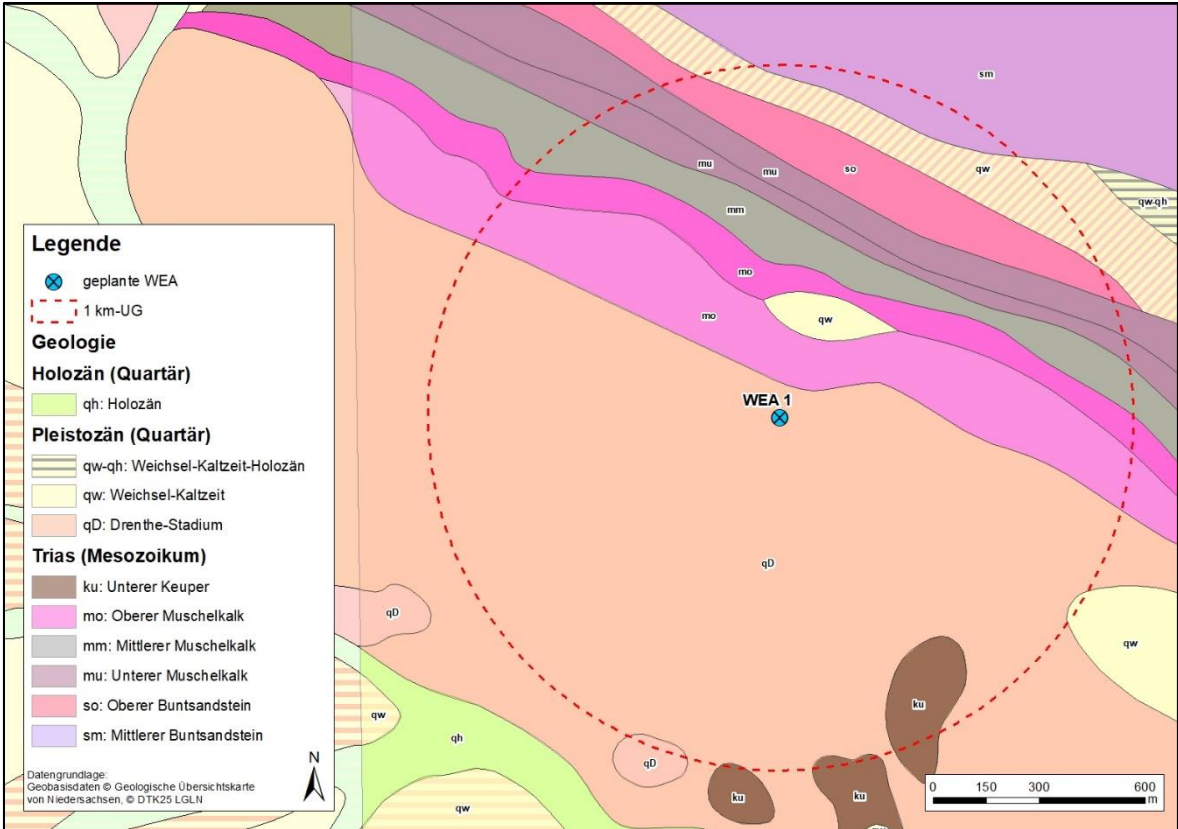 sm
mu
mu
so
qw
qw-qh
mm
mo
mo
qw
WEA 1
qD
qD
qw
ku
qw
qh
qD
ku
ku
qw
Legende
geplante WEA
1 km-UG
Geologie
Holozän (Quartär)
qh: Holozän
Pleistozän (Quartär)
qw-qh: Weichsel-Kaltzeit-Holozän
qw: Weichsel-Kaltzeit
qD: Drenthe-Stadium
Trias (Mesozoikum)
ku: Unterer Keuper
mo: Oberer Muschelkalk
mm: Mittlerer Muschelkalk
mu: Unterer Muschelkalk
so: Oberer Buntsandstein
sm: Mittlerer Buntsandstein
N
Datengrundlage:
Geobasisdaten © Geologische Übersichtskarte
von Niedersachsen, © DTK25 LGLN
0 150 300 600
m